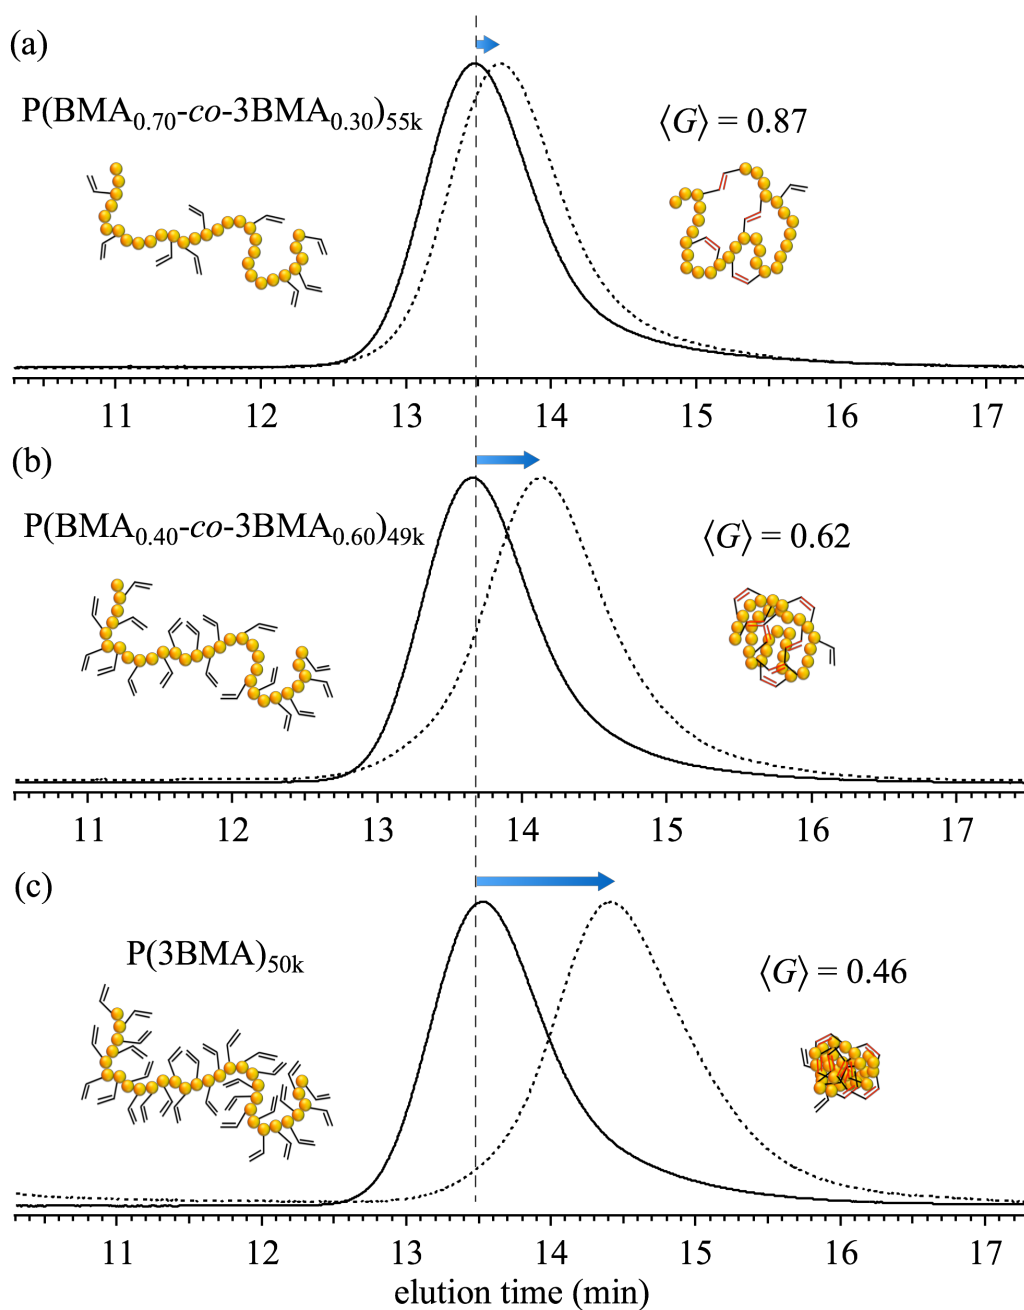 (a)
P(BMA0.70-co-3BMA0.30)55k
⟨G⟩ = 0.87
11 12 13 14 15 16 17
(b)
P(BMA0.40-co-3BMA0.60)49k
⟨G⟩ = 0.62
11 12 13 14 15 16 17
(c)
P(3BMA)50k
⟨G⟩ = 0.46
11 12 13 14 15 16 17
elution time (min)